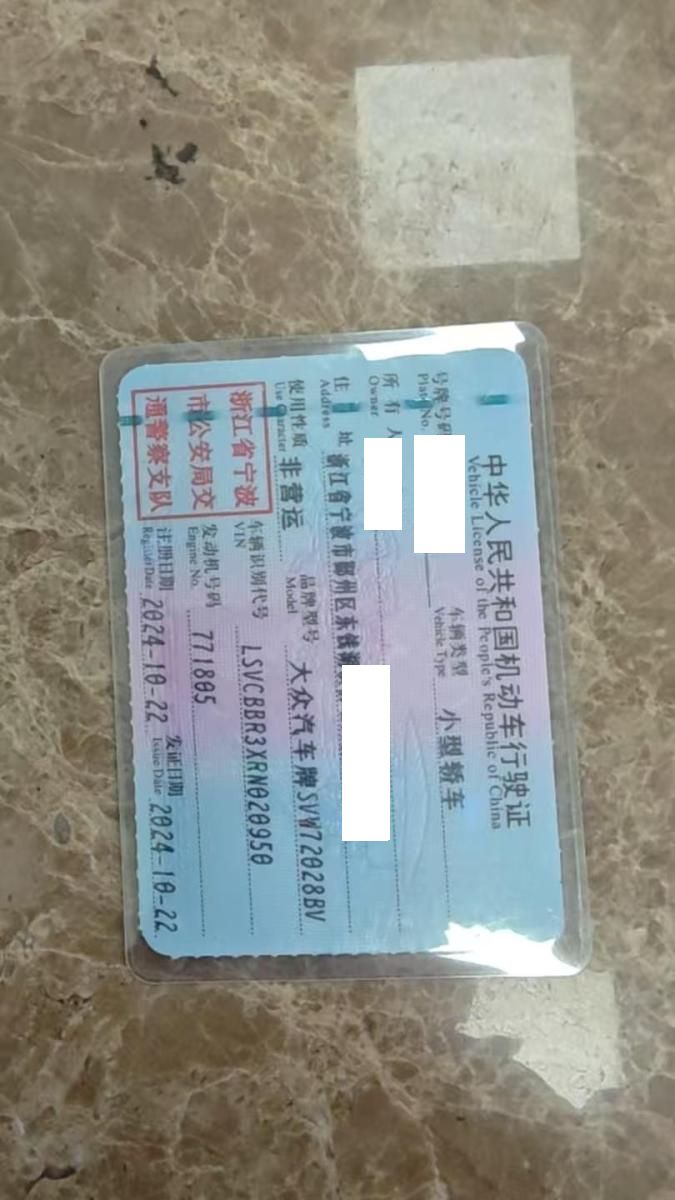 中华人民共和国机动车行驶证
Vehicle License of the People's Republic of China
号牌号码 车辆类型 小型轿车
Plate No. Vehicle Type
所有人
Owner
住址 浙江省宁波市鄞州区东钱湖
Address
使用性质 非营运 品牌型号 大众汽车牌SVW72028BV
Use Character Model
浙江省宁波
市公安局交
通警察支队
车辆识别代号 LSVCBBR3XRN020950
VIN
发动机号码 771805
Engine No.
注册日期 2024-10-22 发证日期 2024-10-22
Register Date Issue Date